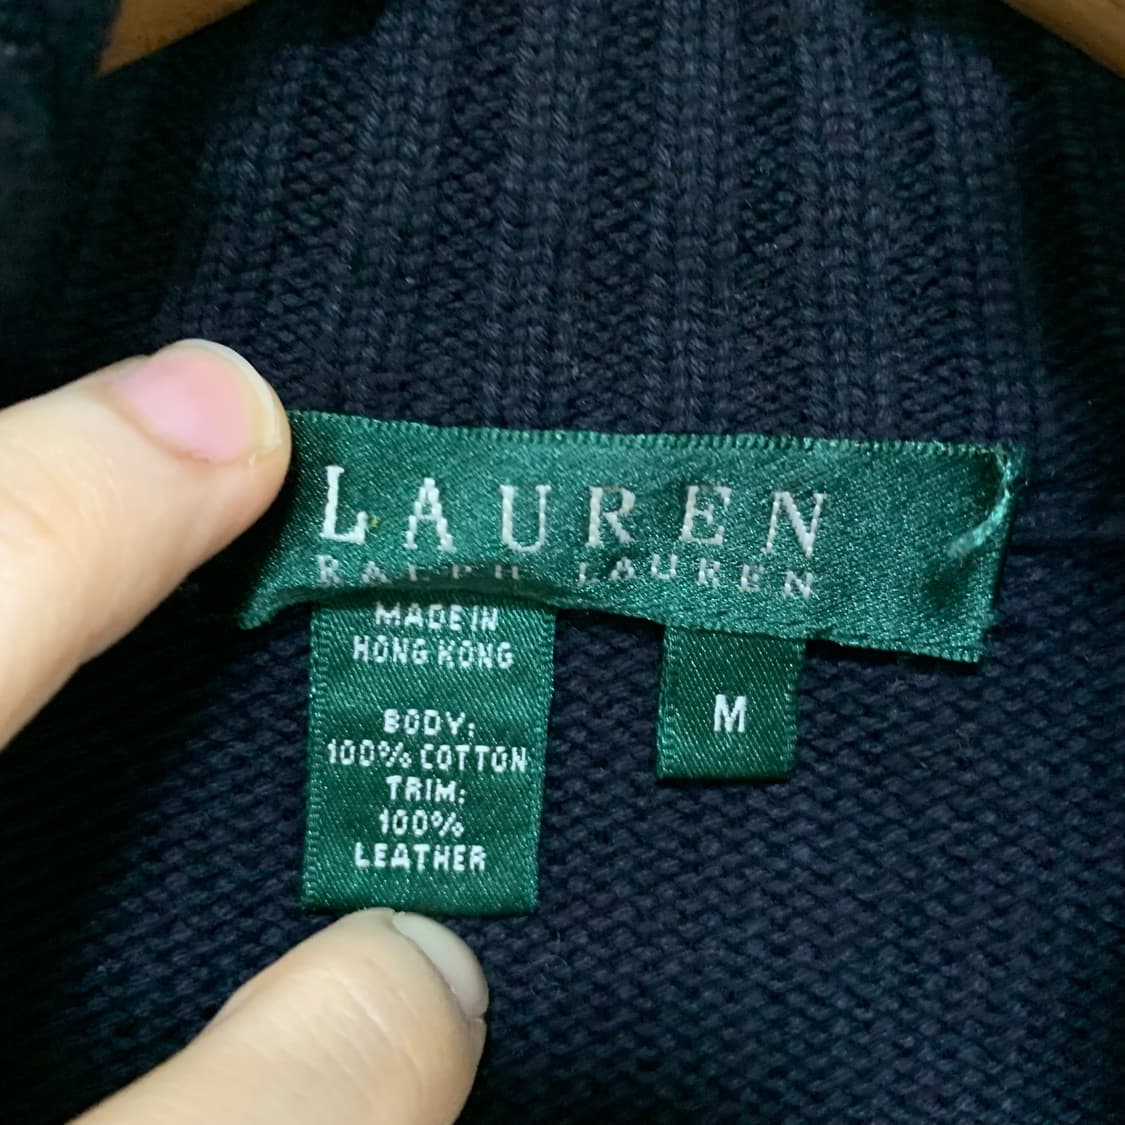 LAUREN
RALPH LAUREN
MADE IN
HONG KONG
BODY:
100% COTTON
TRIM:
100%
LEATHER
M